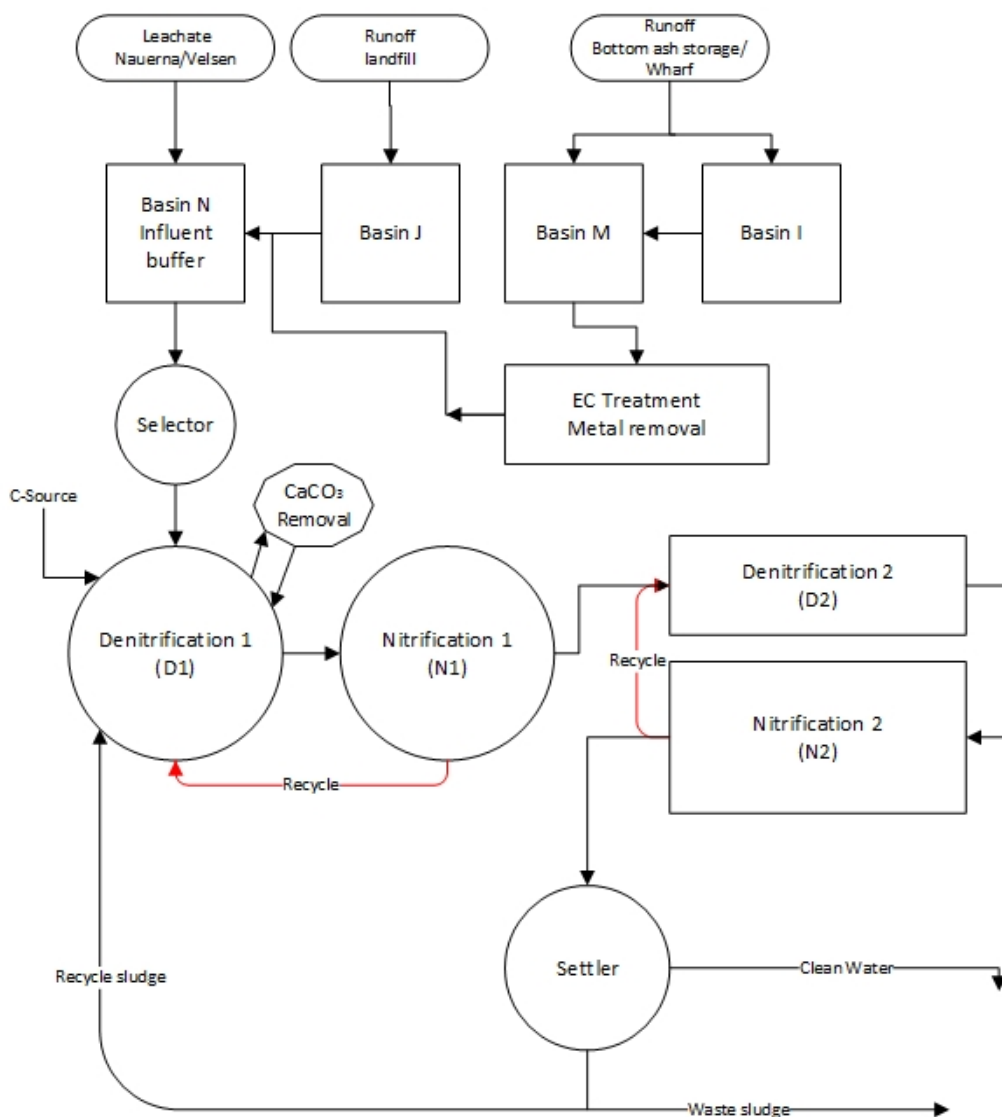 Leachate
Nauerna/Velsen
Runoff
landfill
Runoff
Bottom ash storage/
Wharf
Basin N
Influent
buffer
Basin J
Basin M
Basin I
EC Treatment
Metal removal
Selector
C-Source
CaCO₃
Removal
Denitrification 1
(D1)
Nitrification 1
(N1)
Denitrification 2
(D2)
Recycle
Nitrification 2
(N2)
Recycle
Settler
Clean Water
Recycle sludge
Waste sludge